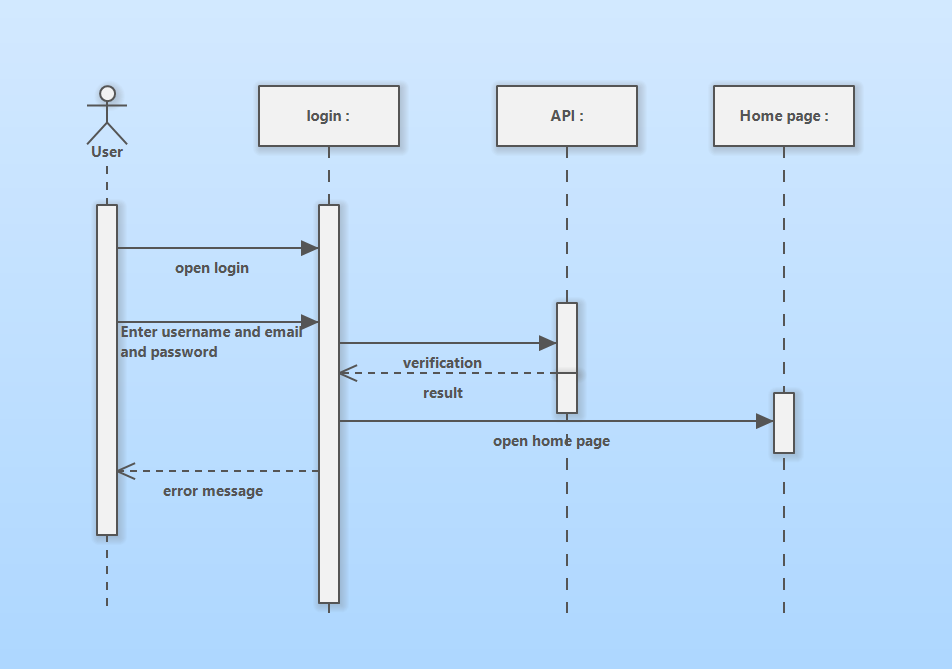 User
login :
API :
Home page :
open login
Enter username and email
and password
verification
result
open home page
error message